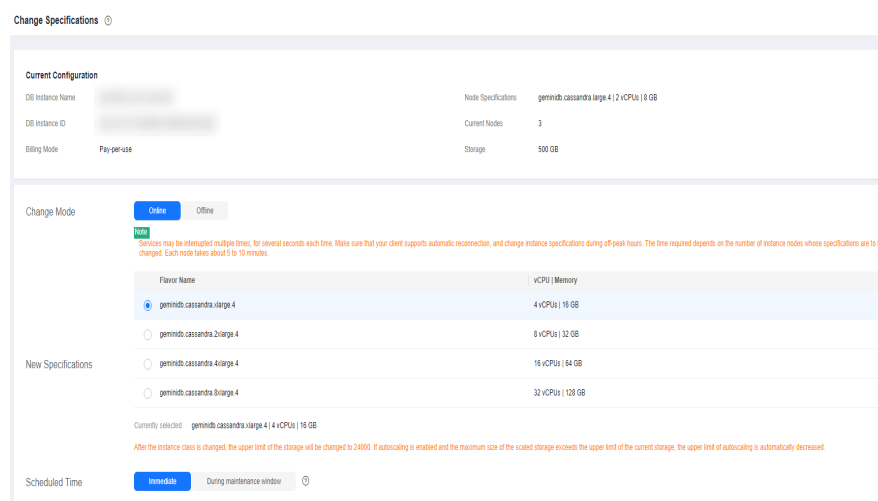 Change Specifications
Current Configuration
DB Instance Name
Node Specifications geminidb.cassandra.large.4 | 2 vCPUs | 8 GB
DB Instance ID
Current Nodes 3
Billing Mode Pay-per-use
Storage 500 GB
Change Mode Online Offline
Note
Services may be interrupted multiple times, for several seconds each time. Make sure that your client supports automatic reconnection, and change instance specifications during off-peak hours. The time required depends on the number of instance nodes whose specifications are to
changed. Each node takes about 5 to 10 minutes.
Flavor Name vCPU | Memory
geminidb.cassandra.xlarge.4 4 vCPUs | 16 GB
geminidb.cassandra.2xlarge.4 8 vCPUs | 32 GB
New Specifications geminidb.cassandra.4xlarge.4 16 vCPUs | 64 GB
geminidb.cassandra.8xlarge.4 32 vCPUs | 128 GB
Currently selected geminidb.cassandra.xlarge.4 | 4 vCPUs | 16 GB
After the instance class is changed, the upper limit of the storage will be changed to 24000. If autoscaling is enabled and the maximum size of the scaled storage exceeds the upper limit of the current storage, the upper limit of autoscaling is automatically decreased.
Scheduled Time Immediate During maintenance window